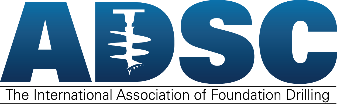 ADSC
The International Association of Foundation Drilling